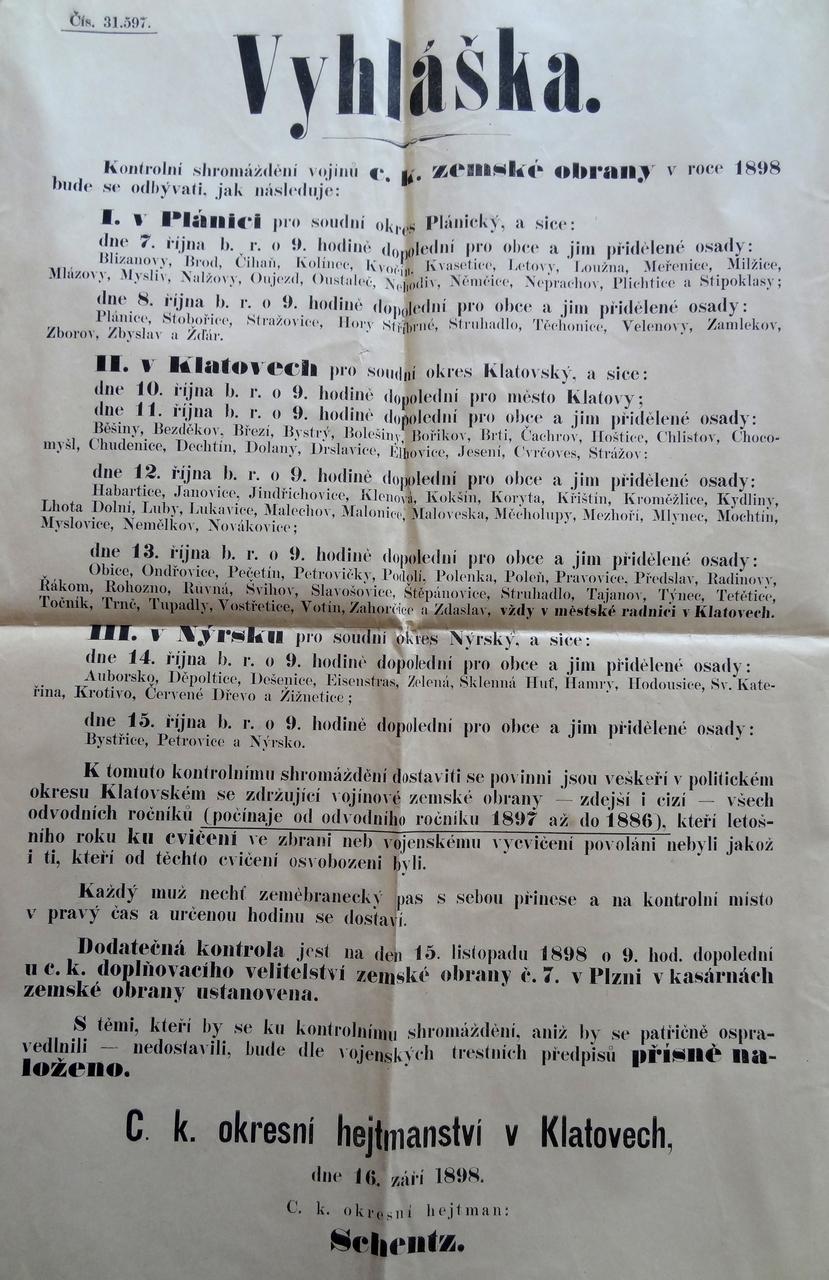 Čís. 31.597.
Vyhláška.
Kontrolní shromáždění vojínů c. k. zemské obrany v roce 1898
bude se odbývati, jak následuje:
I. v Plánici pro soudní okres Plánický, a sice:
dne 7. října b. r. o 9. hodině dopolední pro obce a jim přidělené osady:
Blizanovy, Brod, Čihaň, Kolínec, Kvočín, Kvasetice, Letovy, Loužna, Meřenice, Milžice,
Mlázovy, Mysliv, Nalžovy, Oujezd, Oustaleč, Nehodiv, Němčice, Neprachov, Plichtice a Stipoklasy;
dne 8. října b. r. o 9. hodině dopolední pro obce a jim přidělené osady:
Plánice, Stobořice, Stražovice, Hory Stříbrné, Struhadlo, Těchonice, Velenovy, Zamlekov,
Zborov, Zbyslav a Žďár.
II. v Klatovech pro soudní okres Klatovský, a sice:
dne 10. října b. r. o 9. hodině dopolední pro město Klatovy;
dne 11. října b. r. o 9. hodině dopolední pro obce a jim přidělené osady:
Běšiny, Bezděkov, Březí, Bystrý, Bolešiny, Boříkov, Brti, Čachrov, Hoštice, Chlistov, Choco-
myšl, Chudenice, Dechtín, Dolany, Drslavice, Elhovice, Jesení, Cvrčoves, Strážov:
dne 12. října b. r. o 9. hodině dopolední pro obce a jim přidělené osady:
Habartice, Janovice, Jindřichovice, Klenová, Kokšín, Koryta, Křištín, Kroměžlice, Kydliny,
Lhota Dolní, Luby, Lukavice, Malechov, Malonice, Maloveska, Měcholupy, Mezhoří, Mlynec, Mochtín,
Myslovice, Nemělkov, Novákovice;
dne 13. října b. r. o 9. hodině dopolední pro obce a jim přidělené osady:
Obice, Ondřovice, Pečetín, Petrovičky, Podolí, Polenka, Poleň, Pravovice, Předslav, Radinovy,
Rákom, Rohozno, Ruvná, Svihov, Slavošovice, Štěpánovice, Struhadlo, Tajanov, Týnec, Tetětice,
Točník, Trnč, Tupadly, Vostřetice, Votín, Zahorčice a Zdaslav, vždy v městské radnici v Klatovech.
III. v Nýrsku pro soudní okres Nýrský, a sice:
dne 14. října b. r. o 9. hodině dopolední pro obce a jim přidělené osady:
Auborsko, Děpoltice, Dešenice, Eisenstras, Zelená, Sklenná Huť, Hamry, Hodousice, Sv. Kate-
řina, Krotivo, Červené Dřevo a Žižnetice;
dne 15. října b. r. o 9. hodině dopolední pro obce a jim přidělené osady:
Bystřice, Petrovice a Nýrsko.
K tomuto kontrolnímu shromáždění dostaviti se povinni jsou veškeří v politickém
okresu Klatovském se zdržující vojínové zemské obrany — zdejší i cizí — všech
odvodních ročníků (počínaje od odvodního ročníku 1897 až do 1886), kteří letoš-
ního roku ku cvičení ve zbrani neb vojenskému vycvičení povoláni nebyli jakož
i ti, kteří od těchto cvičení osvobozeni byli.
Každý muž nechť zeměbranecký pas s sebou přinese a na kontrolní místo
v pravý čas a určenou hodinu se dostaví.
Dodatečná kontrola jest na den 15. listopadu 1898 o 9. hod. dopolední
u c. k. doplňovacího velitelství zemské obrany č. 7. v Plzni v kasárnách
zemské obrany ustanovena.
S těmi, kteří by se ku kontrolnímu shromáždění, aniž by se patřičně ospra-
vedlnili — nedostavili, bude dle vojenských trestních předpisů přísně na-
loženo.
C. k. okresní hejtmanství v Klatovech,
dne 16. září 1898.
C. k. okresní hejtman:
Schentz.